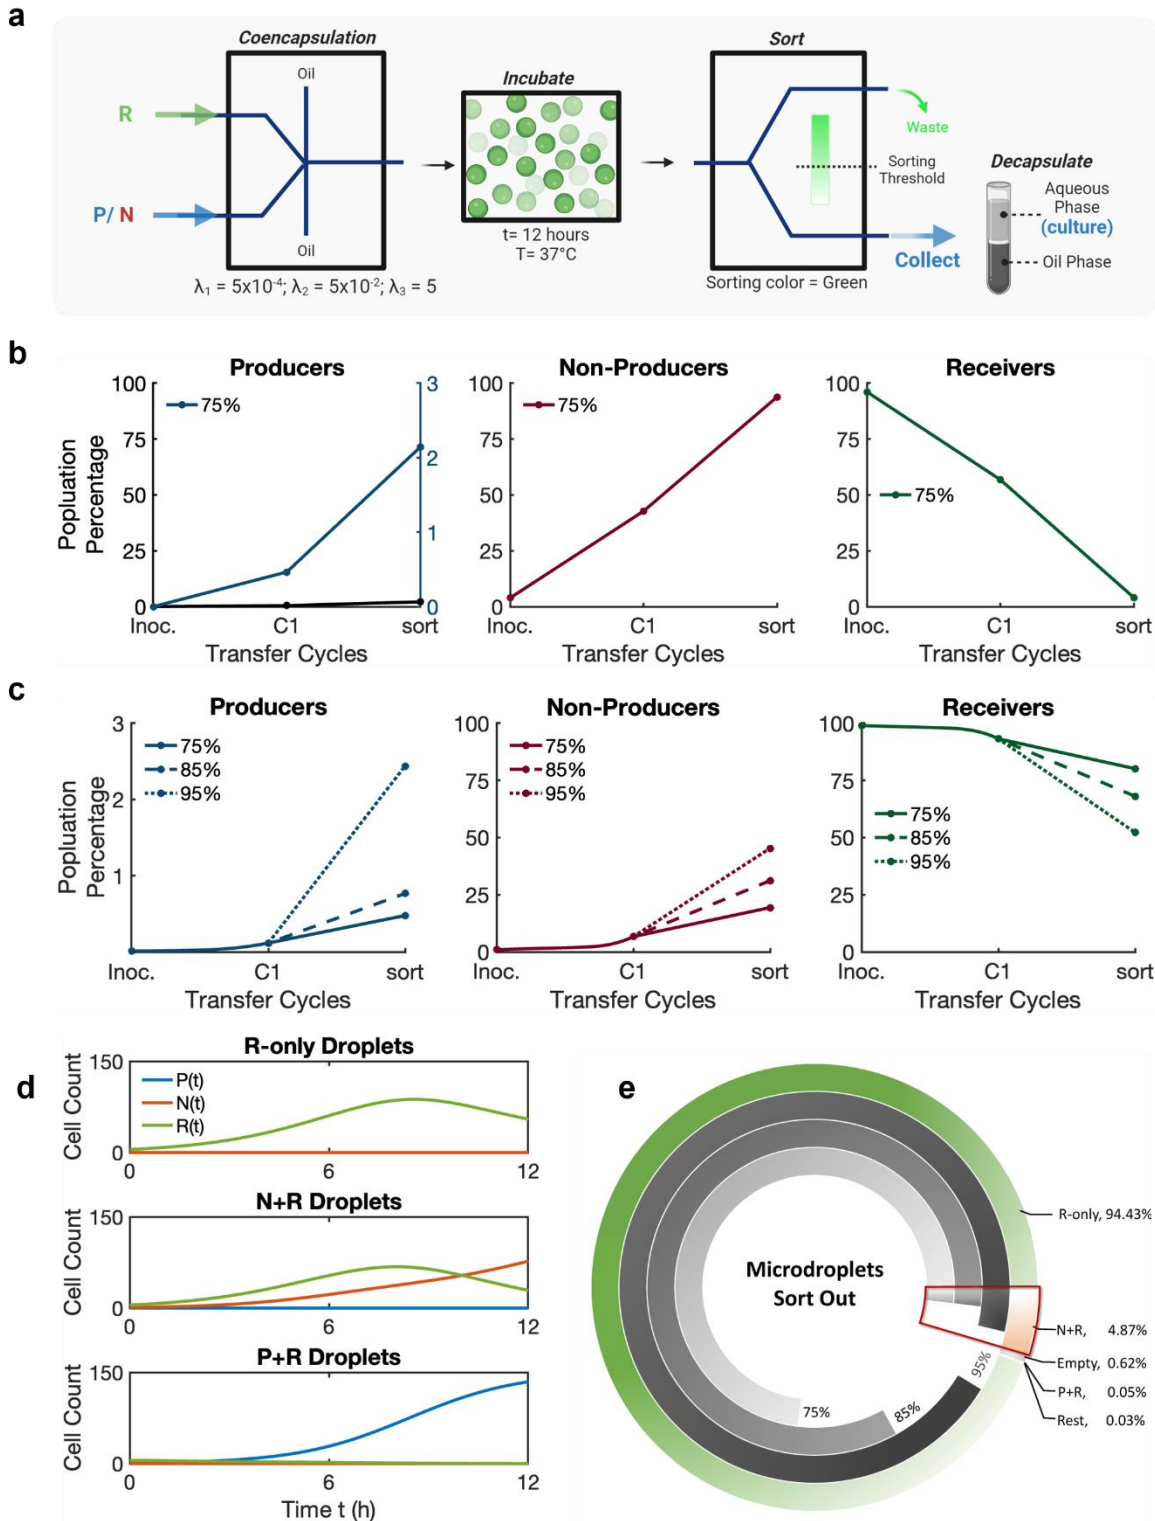 a
Coencapsulation
Oil
R
P/ N
Oil
λ₁ = 5x10⁻⁴; λ₂ = 5x10⁻²; λ₃ = 5
Incubate
t= 12 hours
T= 37°C
Sort
Waste
Sorting
Threshold
Collect
Sorting color = Green
Decapsulate
Aqueous
Phase
(culture)
Oil Phase
b
Producers
Popluation
Percentage
100
75
50
25
0
3
2
1
0
75%
Inoc.
C1
sort
Transfer Cycles
Non-Producers
100
75
50
25
0
75%
Inoc.
C1
sort
Transfer Cycles
Receivers
100
75
50
25
0
75%
Inoc.
C1
sort
Transfer Cycles
c
Producers
Popluation
Percentage
3
2
1
75%
85%
95%
Inoc.
C1
sort
Transfer Cycles
Non-Producers
100
75
50
25
0
75%
85%
95%
Inoc.
C1
sort
Transfer Cycles
Receivers
100
75
50
25
0
75%
85%
95%
Inoc.
C1
sort
Transfer Cycles
d
R-only Droplets
Cell Count
150
0
P(t)
N(t)
R(t)
0
6
12
N+R Droplets
Cell Count
150
0
0
6
12
P+R Droplets
Cell Count
150
0
0
6
12
Time t (h)
e
Microdroplets
Sort Out
75%
85%
95%
R-only, 94.43%
N+R, 4.87%
Empty, 0.62%
P+R, 0.05%
Rest, 0.03%